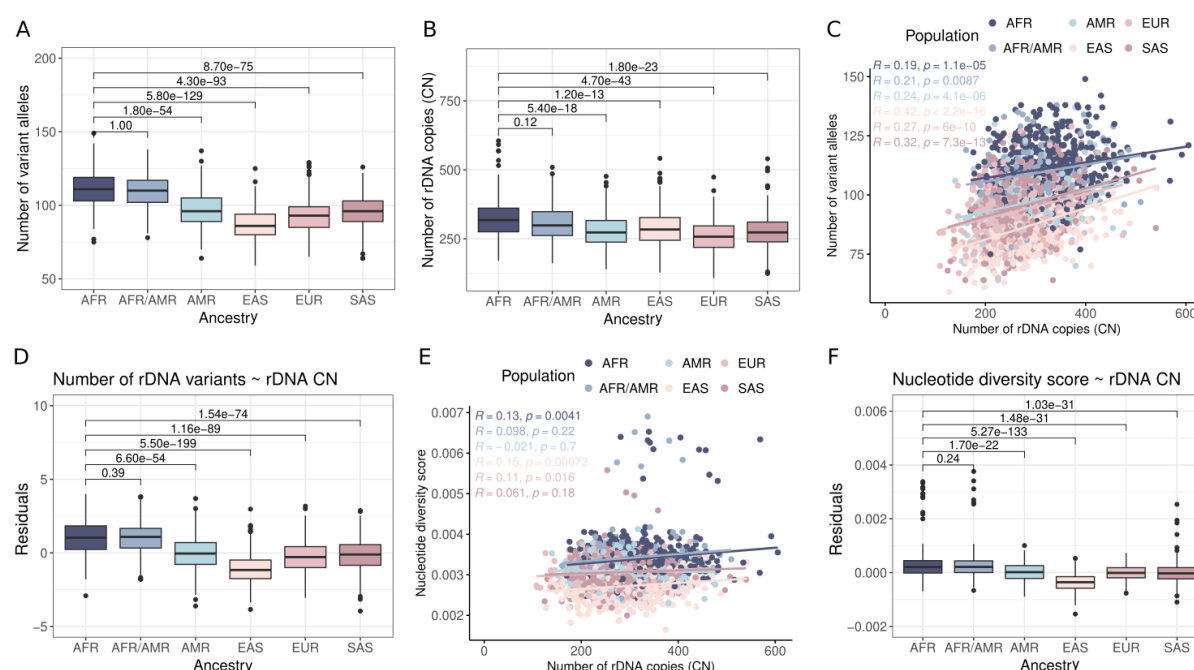 A
Number of variant alleles
200
150
100
50
8.70e-75
4.30e-93
5.80e-129
1.80e-54
1.00
AFR AFR/AMR AMR EAS EUR SAS
Ancestry
B
Number of rDNA copies (CN)
750
500
250
1.80e-23
4.70e-43
1.20e-13
5.40e-18
0.12
AFR AFR/AMR AMR EAS EUR SAS
Ancestry
C
Population
AFR AMR EUR
AFR/AMR EAS SAS
R = 0.19, p = 1.1e-05
R = 0.21, p = 0.0087
R = 0.24, p = 4.1e-06
R = 0.42, p < 2.2e-16
R = 0.27, p = 6e-10
R = 0.32, p = 7.3e-13
Number of variant alleles
150
125
100
75
0 200 400 600
Number of rDNA copies (CN)
D
Number of rDNA variants ~ rDNA CN
Residuals
10
5
0
−5
1.54e-74
1.16e-89
5.50e-199
6.60e-54
0.39
AFR AFR/AMR AMR EAS EUR SAS
Ancestry
E
Population
AFR AMR EUR
AFR/AMR EAS SAS
R = 0.13, p = 0.0041
R = 0.098, p = 0.22
R = −0.021, p = 0.7
R = 0.15, p = 0.00073
R = 0.11, p = 0.016
R = 0.061, p = 0.18
Nucleotide diversity score
0.007
0.006
0.005
0.004
0.003
0.002
0 200 400 600
Number of rDNA copies (CN)
F
Nucleotide diversity score ~ rDNA CN
Residuals
0.006
0.004
0.002
0.000
−0.002
1.03e-31
1.48e-31
5.27e-133
1.70e-22
0.24
AFR AFR/AMR AMR EAS EUR SAS
Ancestry